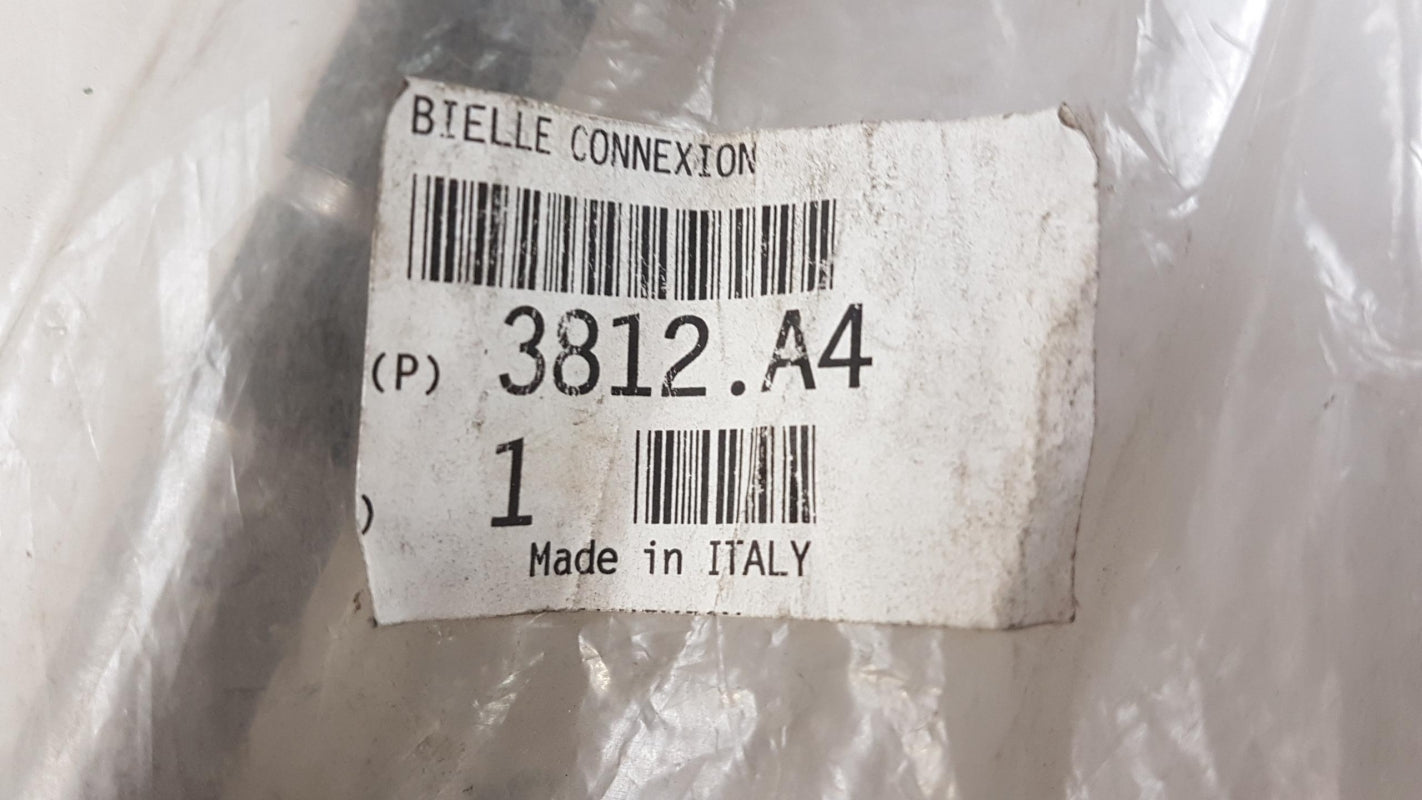 BIELLE CONNEXION
(P) 3812.A4
) 1
Made in ITALY